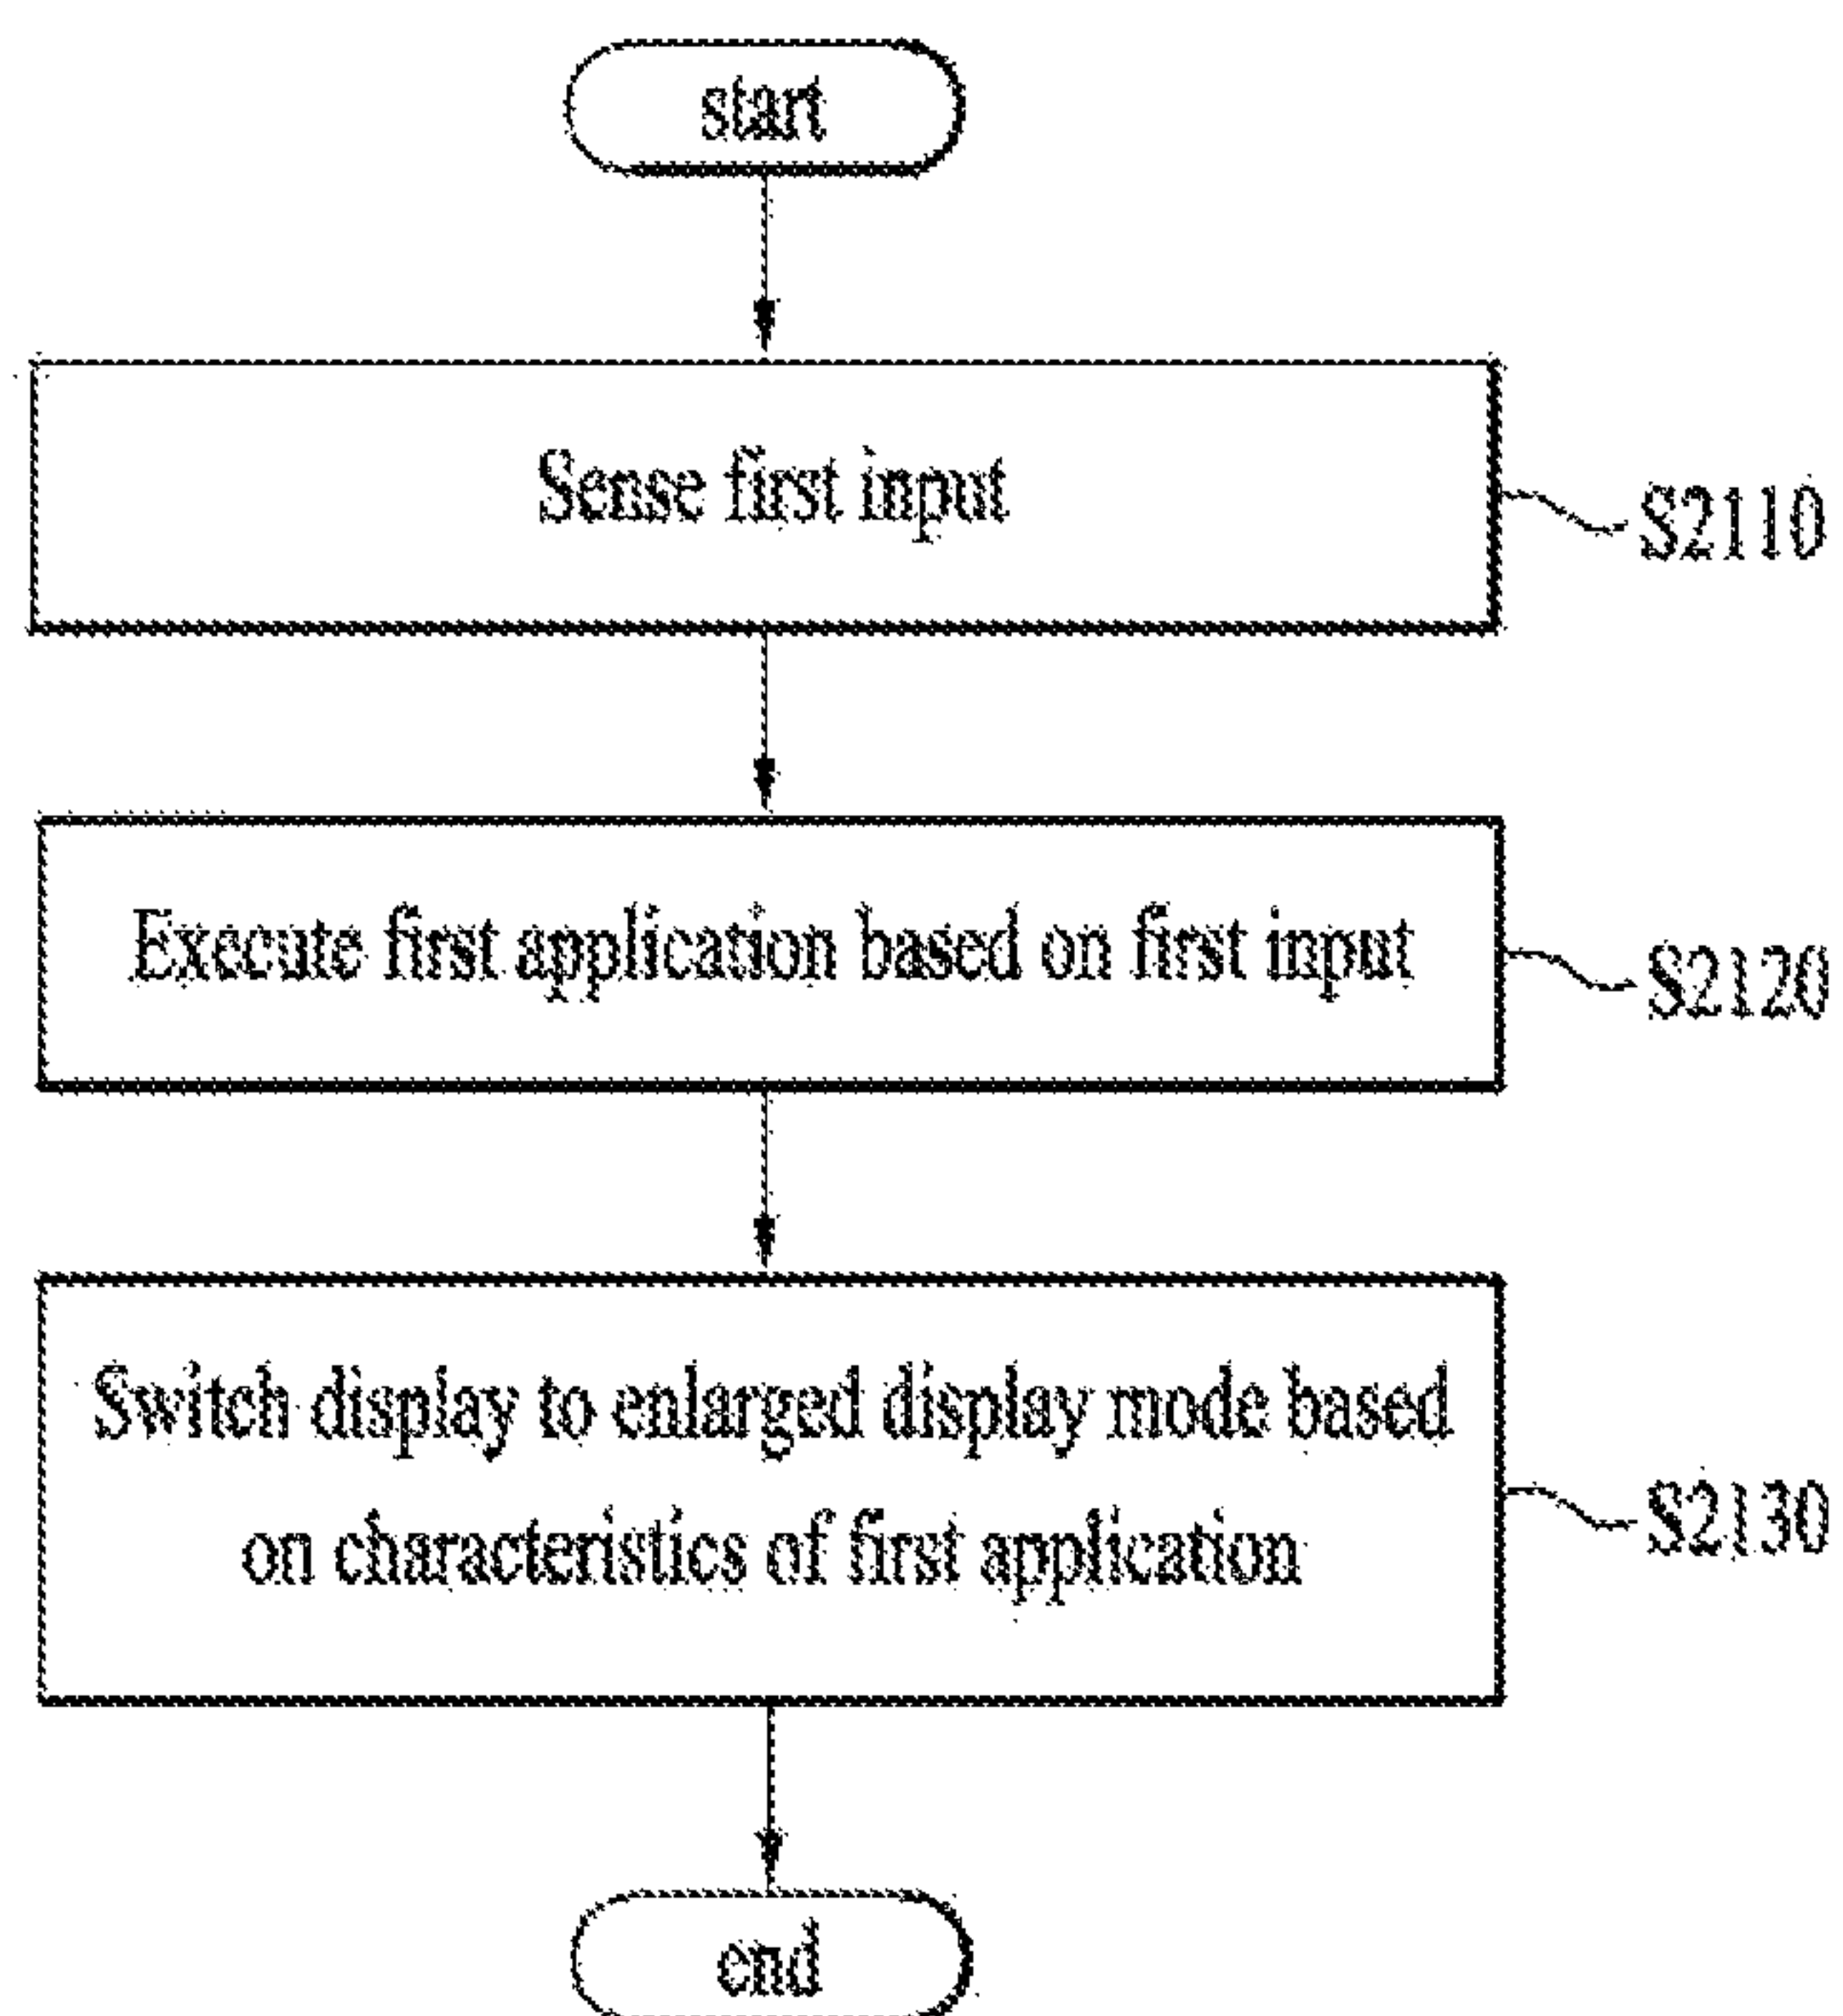 start
Sense first input
S2110
Execute first application based on first input
S2120
Switch display to enlarged display mode based
on characteristics of first application
S2130
end